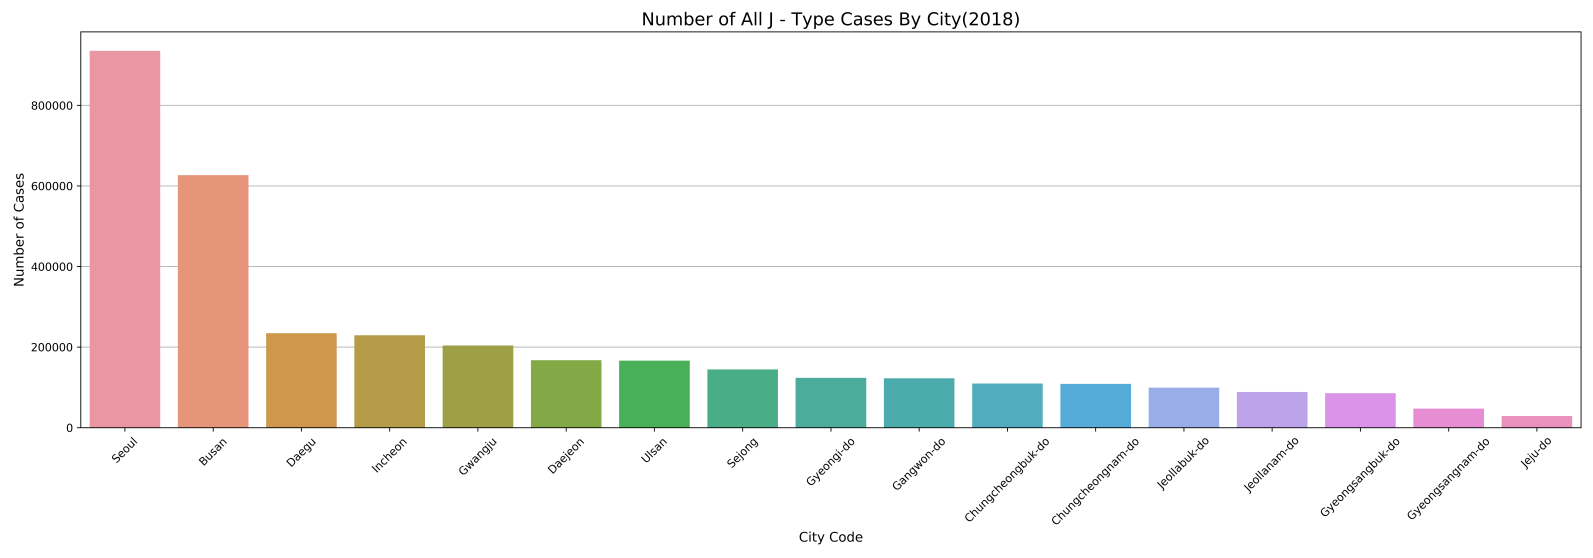 Number of All J - Type Cases By City(2018)
Number of Cases
800000
600000
400000
200000
0
Seoul
Busan
Daegu
Incheon
Gwangju
Daejeon
Ulsan
Sejong
Gyeongi-do
Gangwon-do
Chungcheongbuk-do
Chungcheongnam-do
Jeollabuk-do
Jeollanam-do
Gyeongsangbuk-do
Gyeongsangnam-do
Jeju-do
City Code